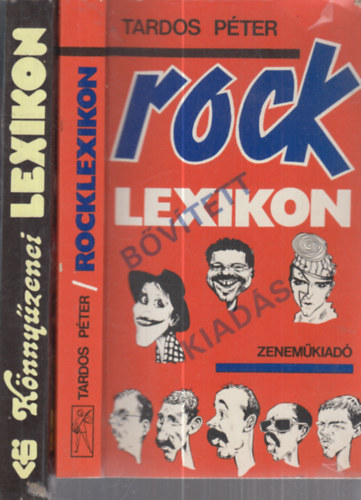 Könnyűzenei LEXIKON
TARDOS PÉTER / ROCKLEXIKON
TARDOS PÉTER
rock
LEXIKON
BŐVÍTETT
KIADÁS
ZENEMŰKIADÓ